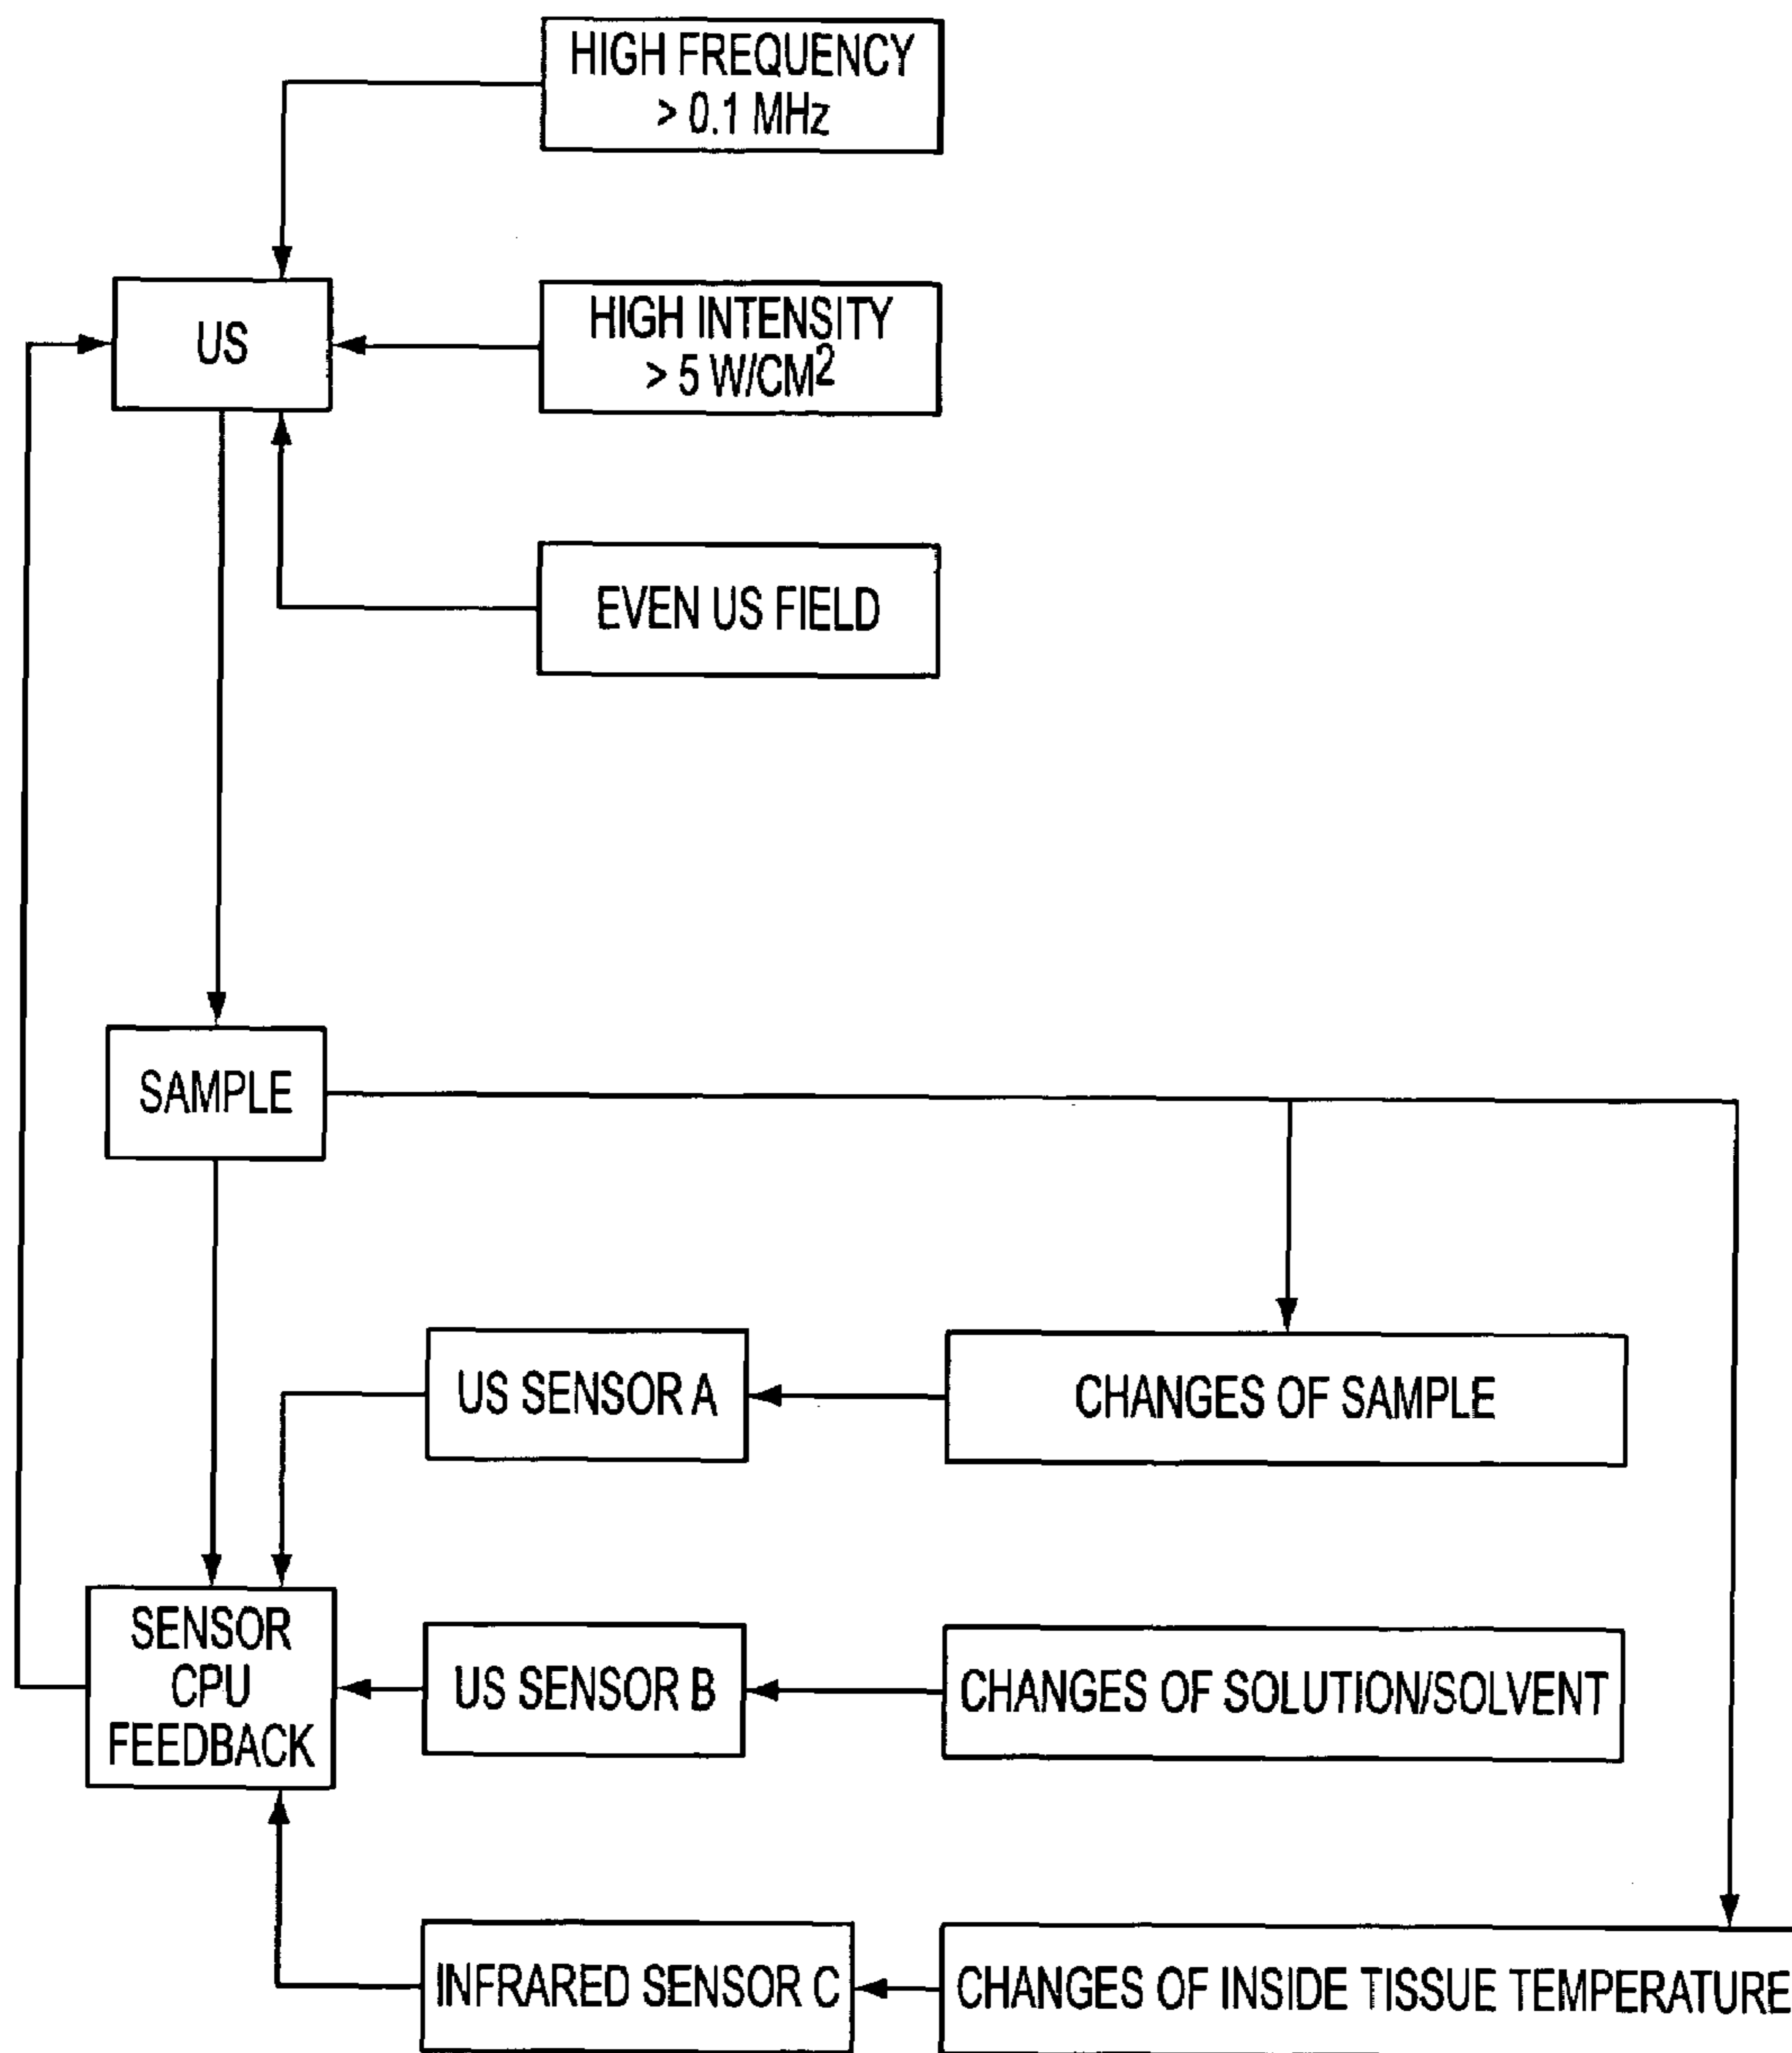 HIGH FREQUENCY
> 0.1 MHz
US
HIGH INTENSITY
> 5 W/CM²
EVEN US FIELD
SAMPLE
US SENSOR A
CHANGES OF SAMPLE
SENSOR
CPU
FEEDBACK
US SENSOR B
CHANGES OF SOLUTION/SOLVENT
INFRARED SENSOR C
CHANGES OF INSIDE TISSUE TEMPERATURE